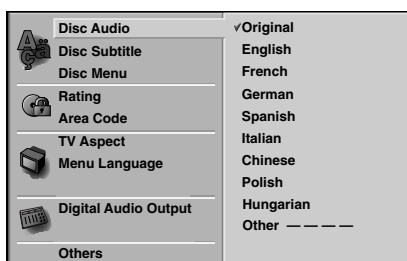 Disc Audio
Disc Subtitle
Disc Menu
Rating
Area Code
TV Aspect
Menu Language
Digital Audio Output
Others
✓Original
English
French
German
Spanish
Italian
Chinese
Polish
Hungarian
Other — — — —